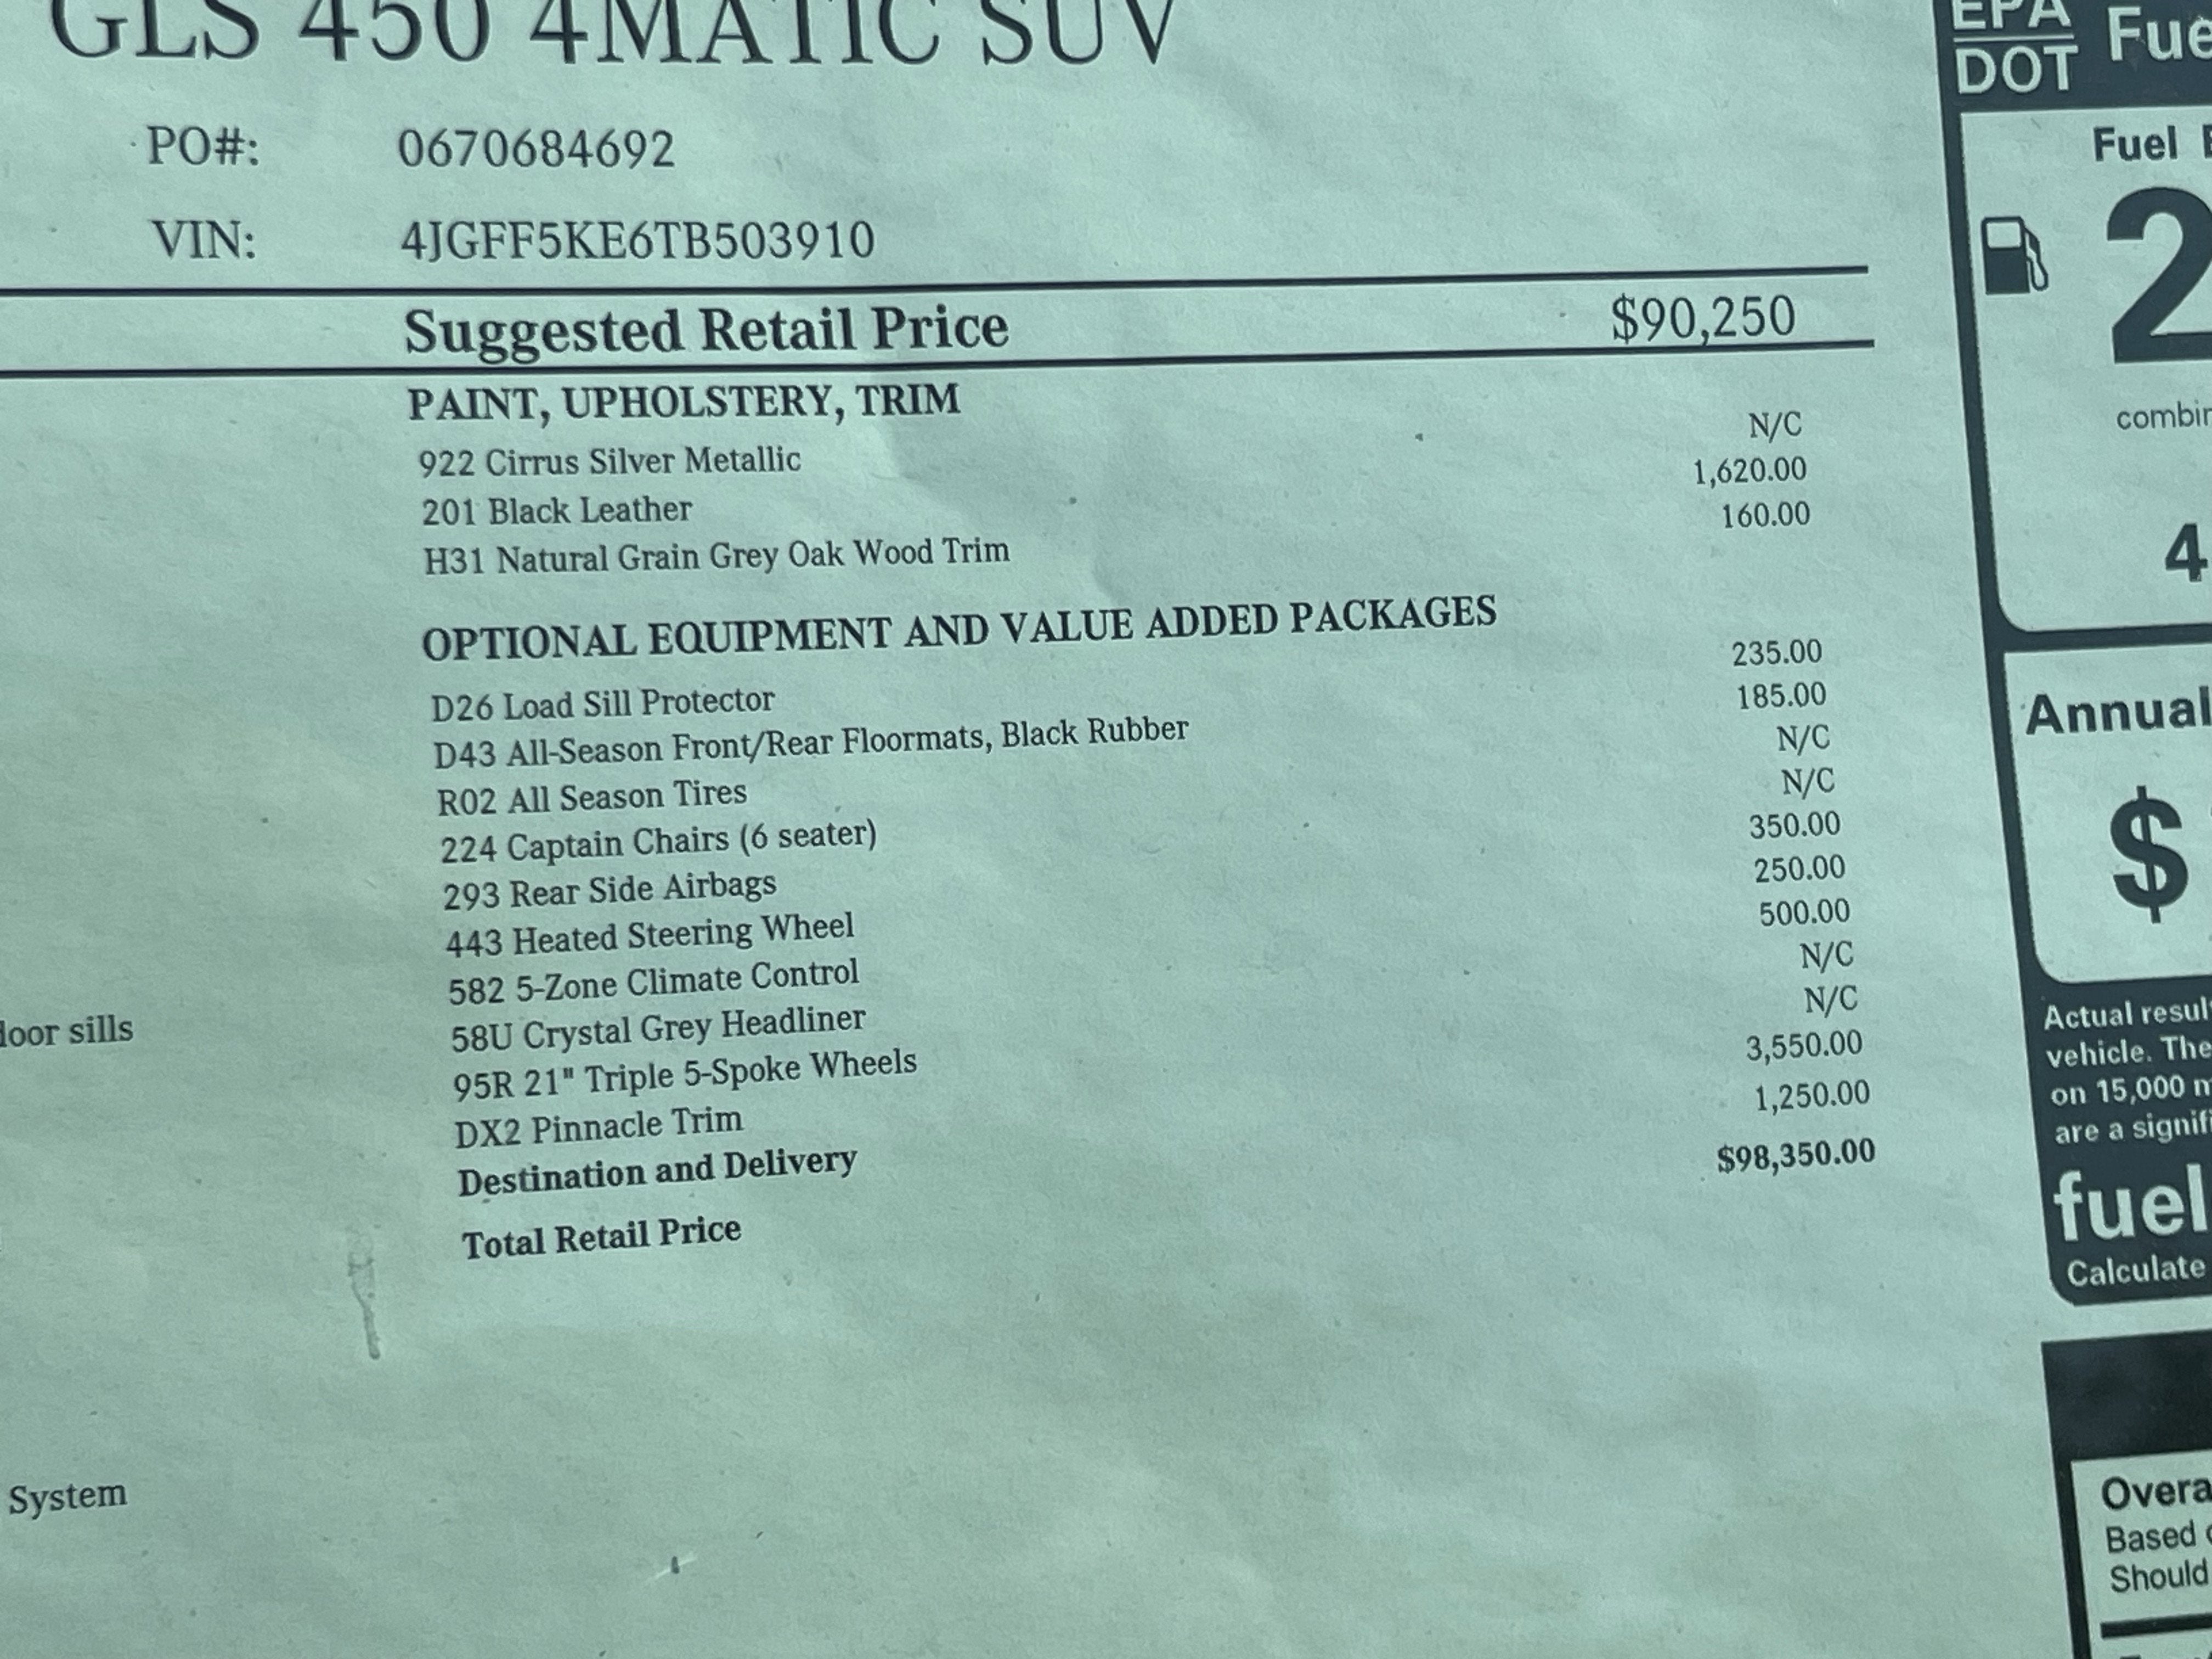 GLS 450 4MATIC SUV
PO#: 0670684692
VIN: 4JGFF5KE6TB503910
Suggested Retail Price $90,250
PAINT, UPHOLSTERY, TRIM
922 Cirrus Silver Metallic N/C
201 Black Leather 1,620.00
H31 Natural Grain Grey Oak Wood Trim 160.00
OPTIONAL EQUIPMENT AND VALUE ADDED PACKAGES
D26 Load Sill Protector 235.00
D43 All-Season Front/Rear Floormats, Black Rubber 185.00
R02 All Season Tires N/C
224 Captain Chairs (6 seater) N/C
293 Rear Side Airbags 350.00
443 Heated Steering Wheel 250.00
582 5-Zone Climate Control 500.00
58U Crystal Grey Headliner N/C
95R 21" Triple 5-Spoke Wheels N/C
DX2 Pinnacle Trim 3,550.00
Destination and Delivery 1,250.00
Total Retail Price $98,350.00
sills
System
EPA
DOT
Fuel
2
4
Annual
$
Actual
vehicle. The
on 15,000
are a
fuel
Calculate
Based
Should